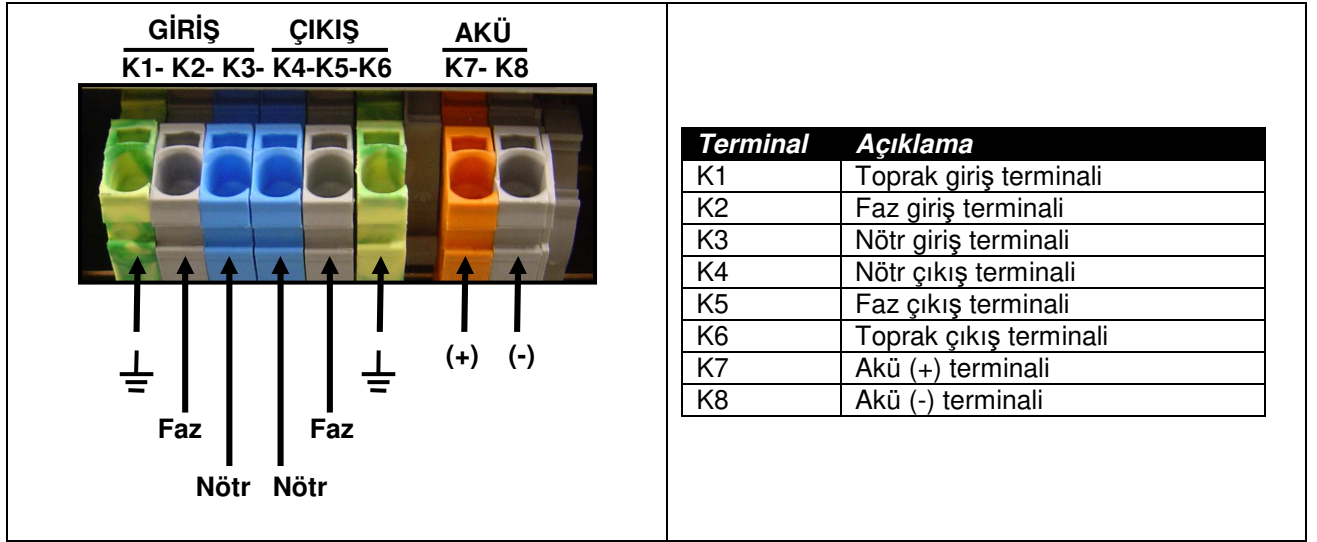 GİRİŞ ÇIKIŞ AKÜ
K1- K2- K3- K4-K5-K6 K7- K8
(+) (-)
Faz Faz
Nötr Nötr
Terminal Açıklama
K1 Toprak giriş terminali
K2 Faz giriş terminali
K3 Nötr giriş terminali
K4 Nötr çıkış terminali
K5 Faz çıkış terminali
K6 Toprak çıkış terminali
K7 Akü (+) terminali
K8 Akü (-) terminali